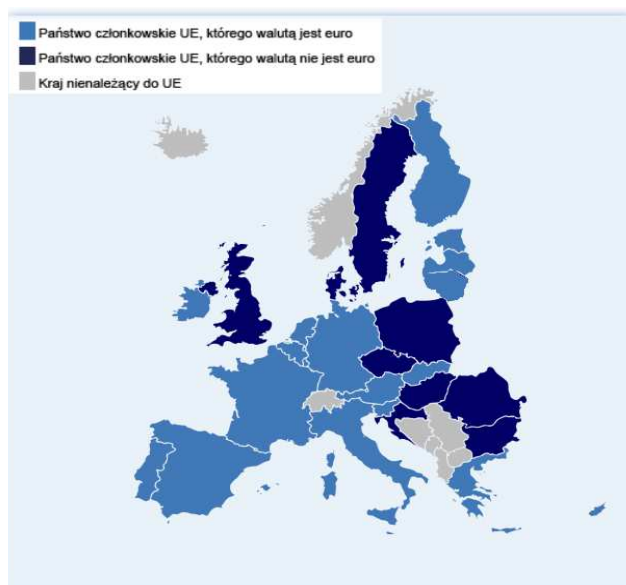 Państwo członkowskie UE, którego walutą jest euro
Państwo członkowskie UE, którego walutą nie jest euro
Kraj nienależący do UE